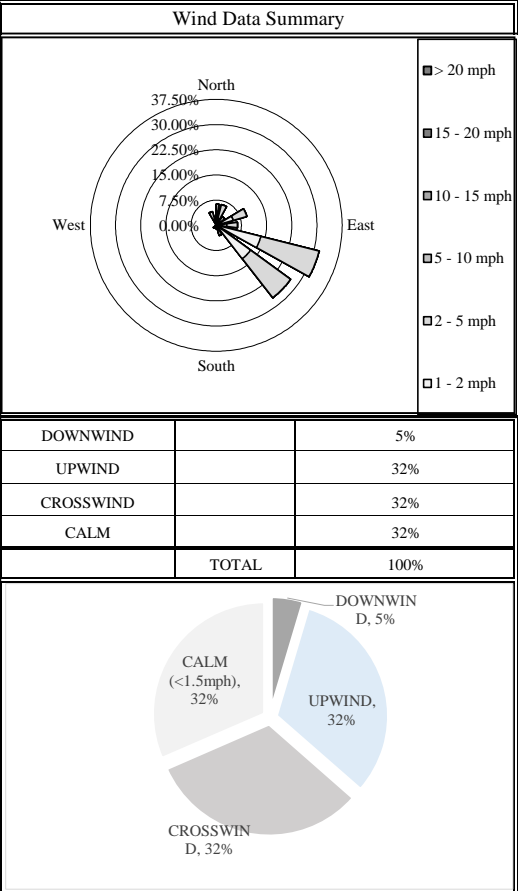 Wind Data Summary
North
37.50%
30.00%
22.50%
15.00%
7.50%
0.00%
West
East
South
> 20 mph
15 - 20 mph
10 - 15 mph
5 - 10 mph
2 - 5 mph
1 - 2 mph
DOWNWIND 5%
UPWIND 32%
CROSSWIND 32%
CALM 32%
TOTAL 100%
DOWNWIN
D, 5%
CALM
(<1.5mph),
32%
UPWIND,
32%
CROSSWIN
D, 32%